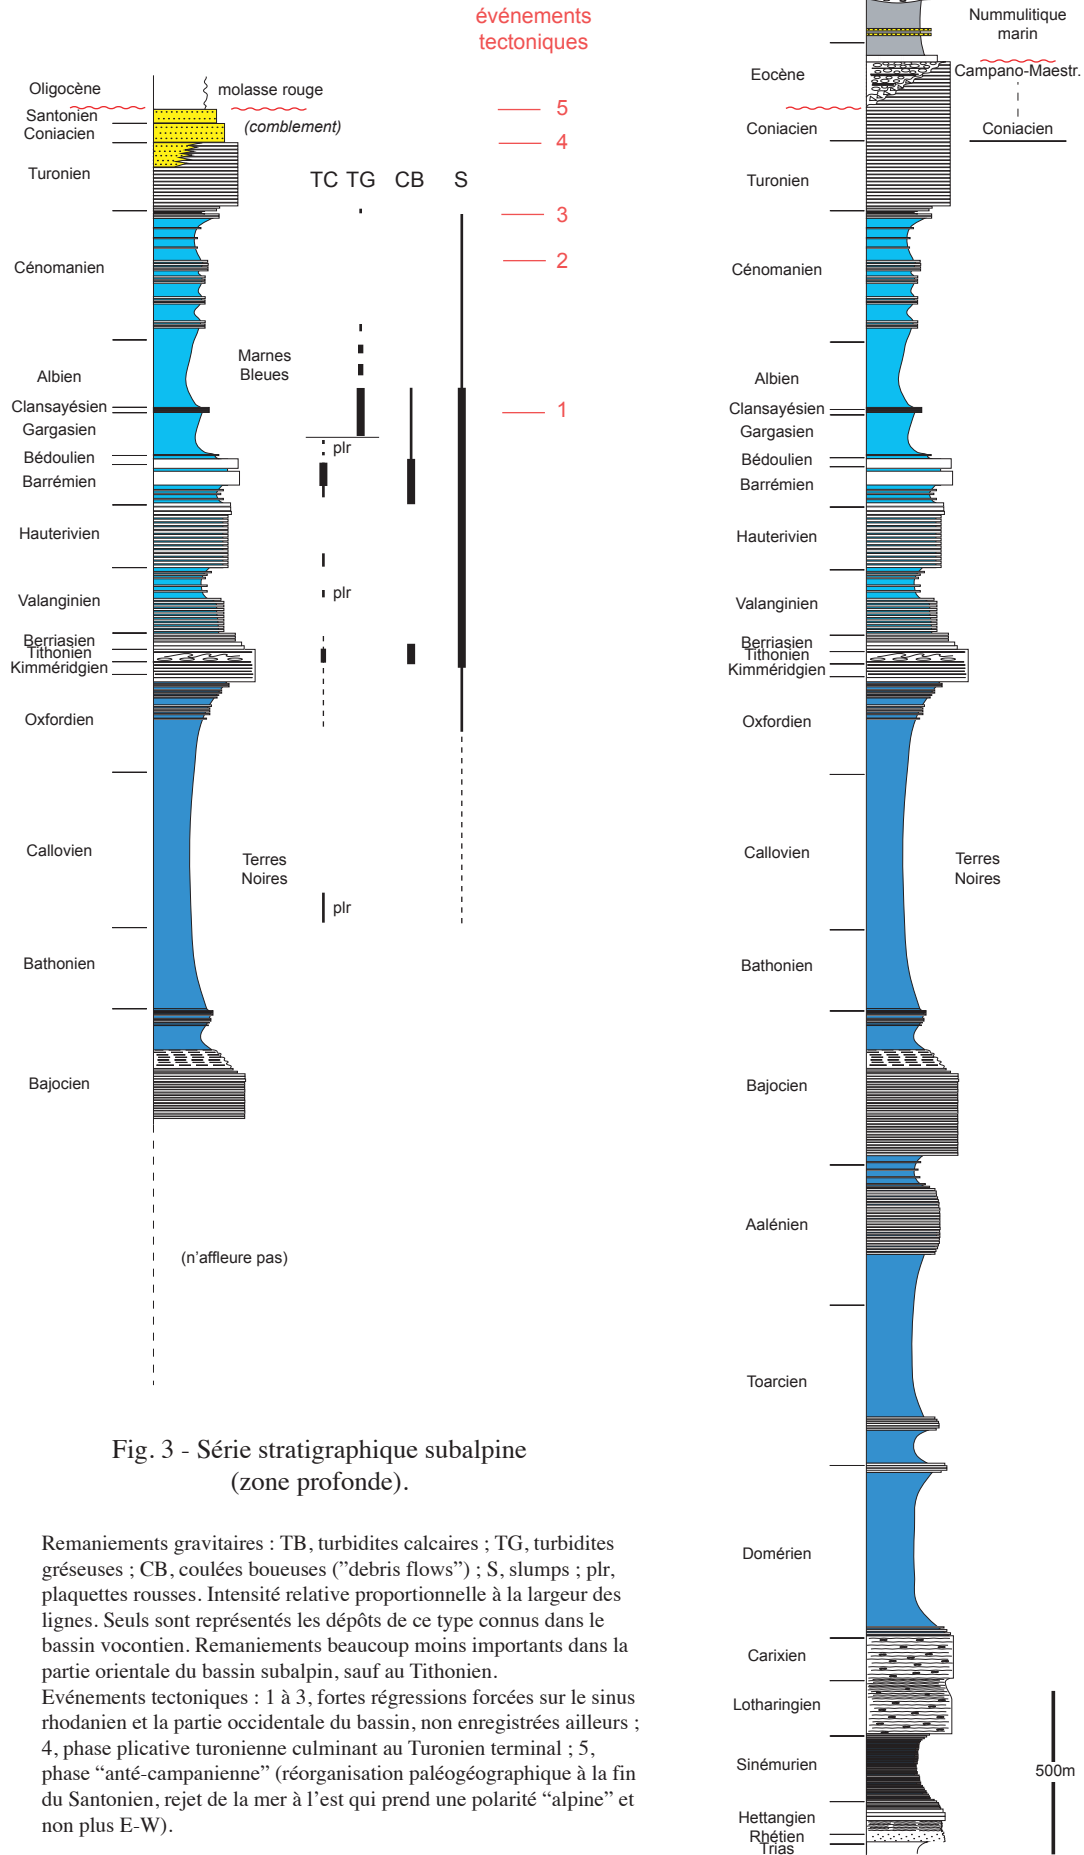 événements
tectoniques
Oligocène
molasse rouge
Santonien
Coniacien
(comblement)
5
4
Turonien
TC TG CB S
3
2
Cénomanien
Marnes
Bleues
Albien
Clansayésien
1
Gargasien
plr
Bédoulien
Barrémien
Hauterivien
Valanginien
plr
Berriasien
Tithonien
Kimméridgien
Oxfordien
Callovien
Terres
Noires
plr
Bathonien
Bajocien
(n'affleure pas)
Fig. 3 - Série stratigraphique subalpine
(zone profonde).
Remaniements gravitaires : TB, turbidites calcaires ; TG, turbidites
gréseuses ; CB, coulées boueuses (”debris flows”) ; S, slumps ; plr,
plaquettes rousses. Intensité relative proportionnelle à la largeur des
lignes. Seuls sont représentés les dépôts de ce type connus dans le
bassin vocontien. Remaniements beaucoup moins importants dans la
partie orientale du bassin subalpin, sauf au Tithonien.
Evénements tectoniques : 1 à 3, fortes régressions forcées sur le sinus
rhodanien et la partie occidentale du bassin, non enregistrées ailleurs ;
4, phase plicative turonienne culminant au Turonien terminal ; 5,
phase “anté-campanienne” (réorganisation paléogéographique à la fin
du Santonien, rejet de la mer à l'est qui prend une polarité “alpine” et
non plus E-W).
Nummulitique
marin
Eocène
Campano-Maestr.
Coniacien
Coniacien
Turonien
Cénomanien
Albien
Clansayésien
Gargasien
Bédoulien
Barrémien
Hauterivien
Valanginien
Berriasien
Tithonien
Kimméridgien
Oxfordien
Callovien
Terres
Noires
Bathonien
Bajocien
Aalénien
Toarcien
Domérien
Carixien
Lotharingien
Sinémurien
500m
Hettangien
Rhétien
Trias